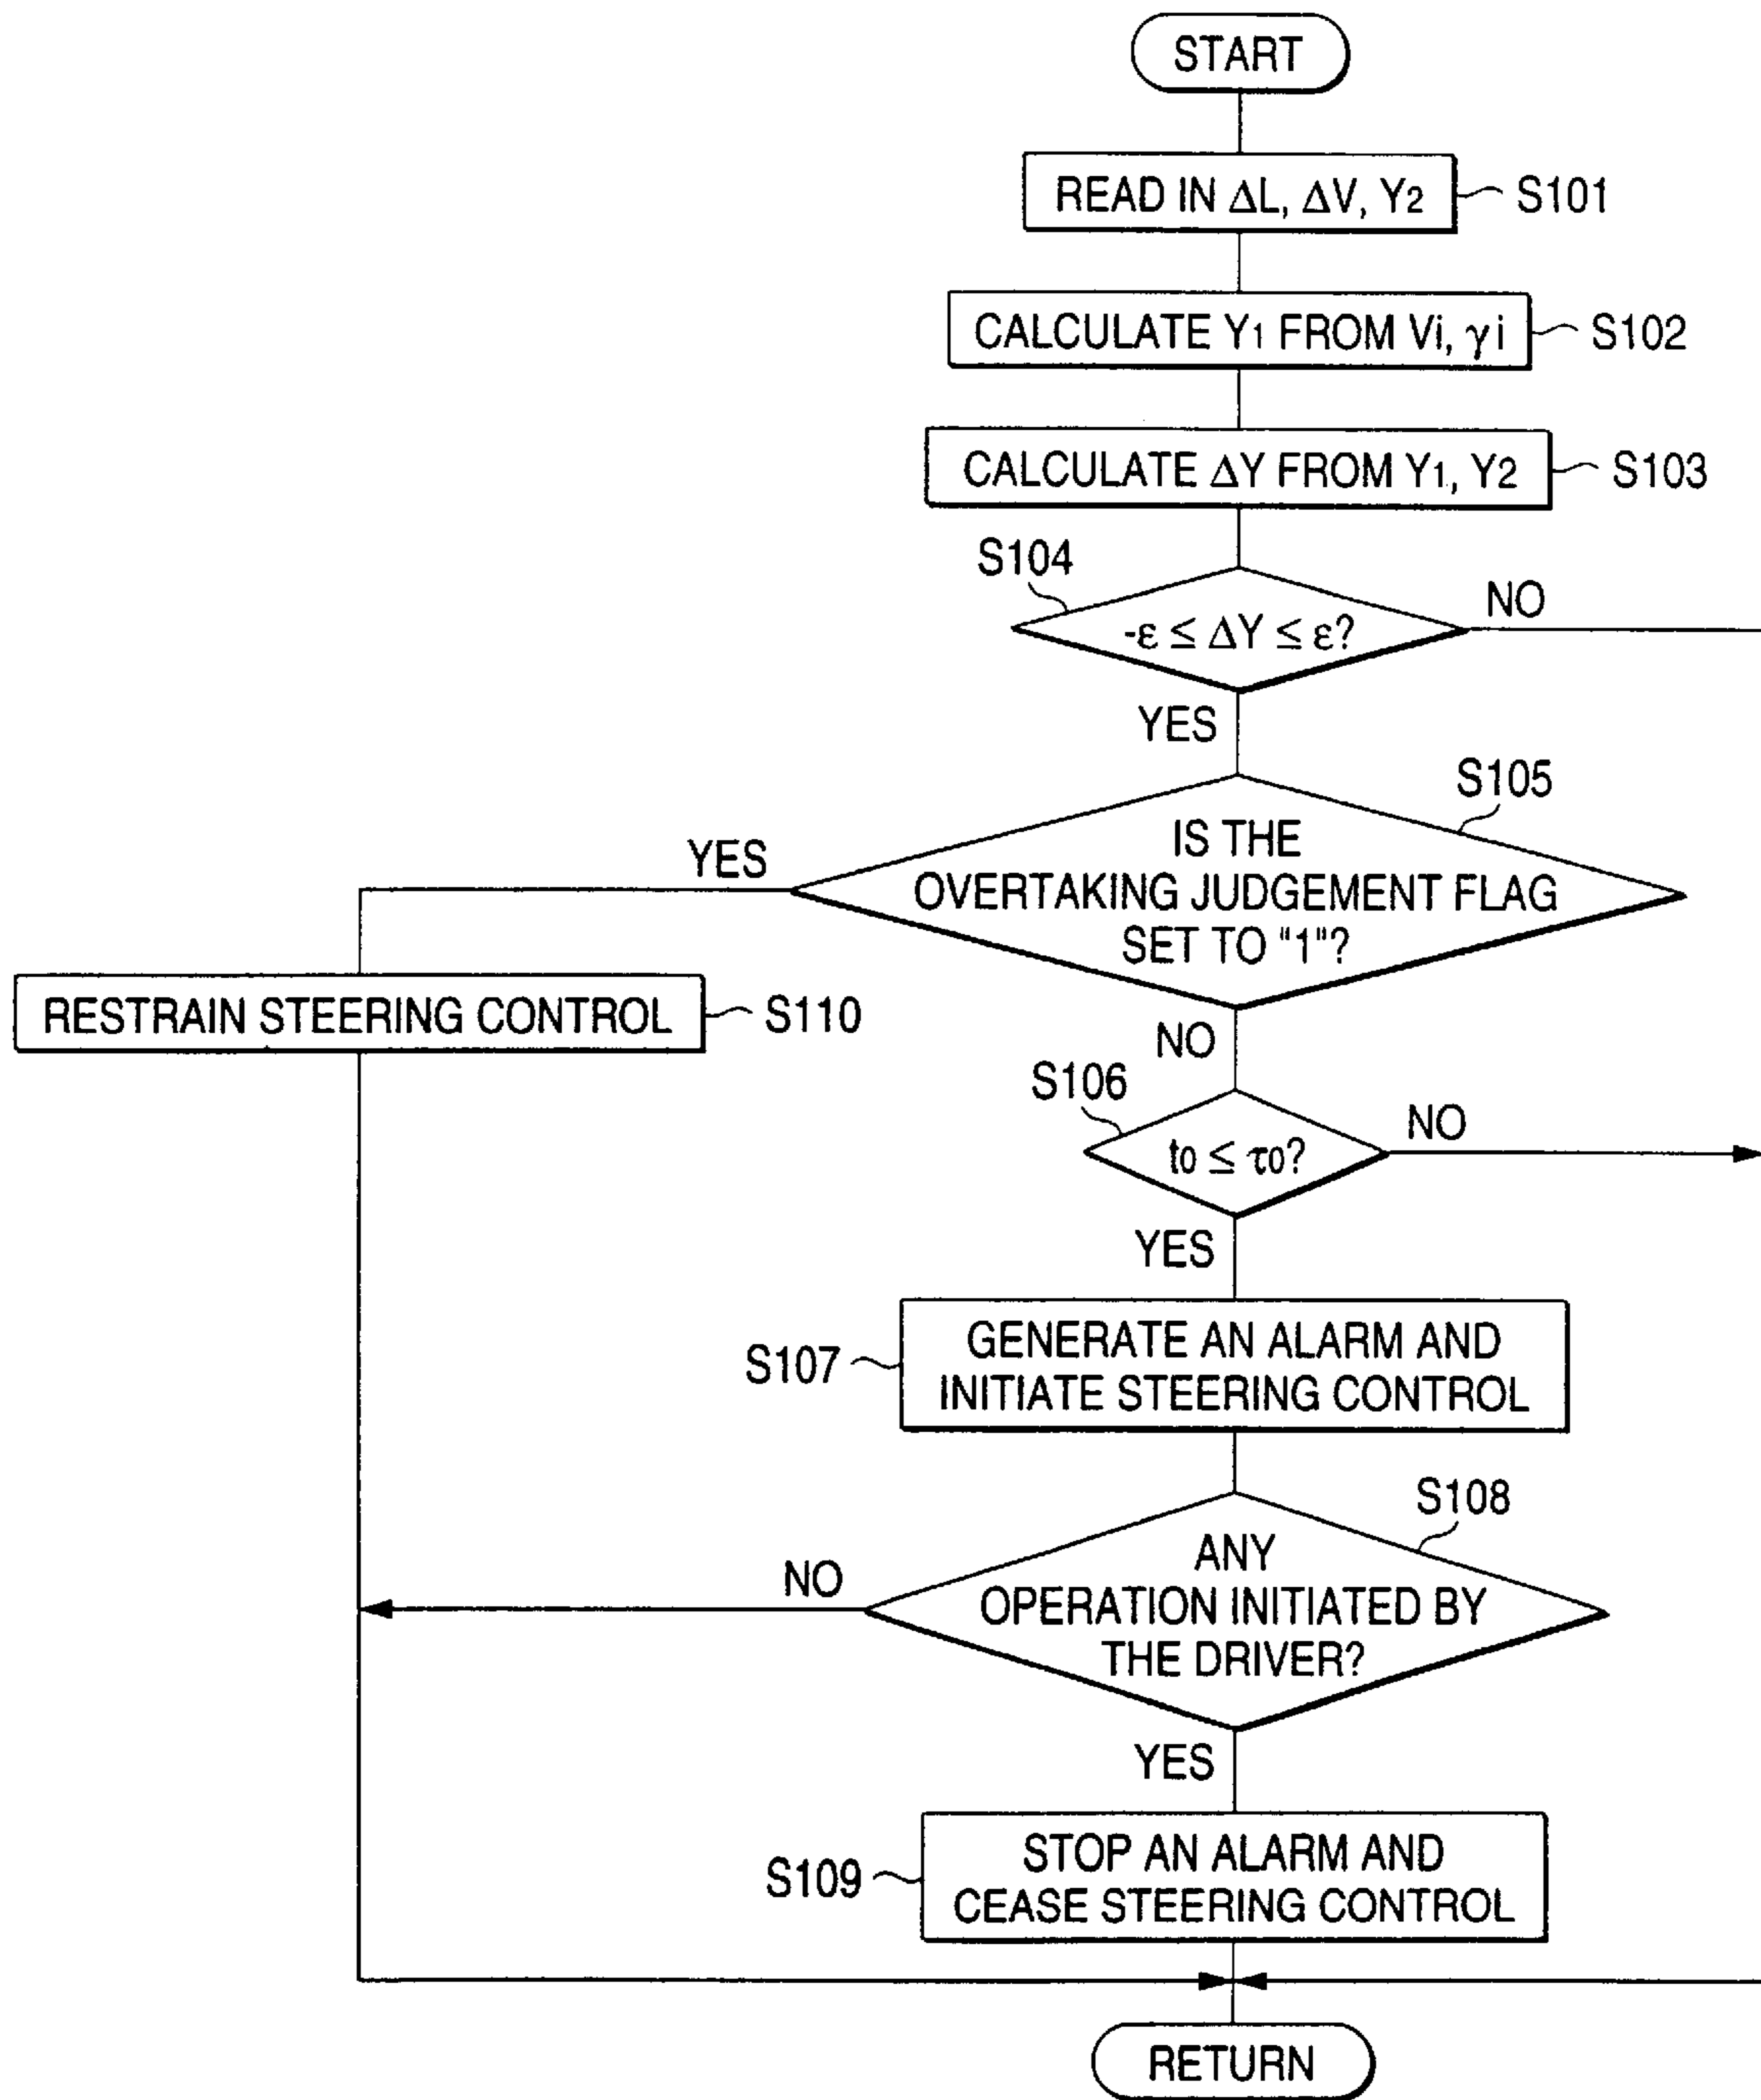 START
READ IN ΔL, ΔV, Y2
S101
CALCULATE Y1 FROM Vi, γi
S102
CALCULATE ΔY FROM Y1, Y2
S103
S104
-ε ≤ ΔY ≤ ε?
NO
YES
S105
IS THE
OVERTAKING JUDGEMENT FLAG
SET TO "1"?
YES
RESTRAIN STEERING CONTROL
S110
NO
S106
t0 ≤ τ0?
NO
YES
S107
GENERATE AN ALARM AND
INITIATE STEERING CONTROL
S108
ANY
OPERATION INITIATED BY
THE DRIVER?
NO
YES
S109
STOP AN ALARM AND
CEASE STEERING CONTROL
RETURN